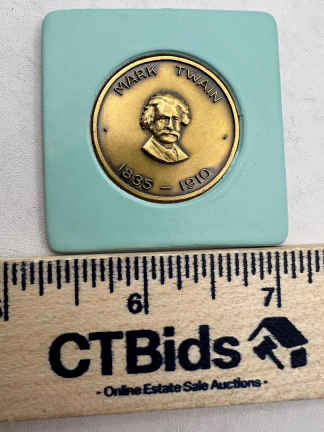 MARK TWAIN
1835 - 1910
6 7
CTBids
- Online Estate Sale Auctions -